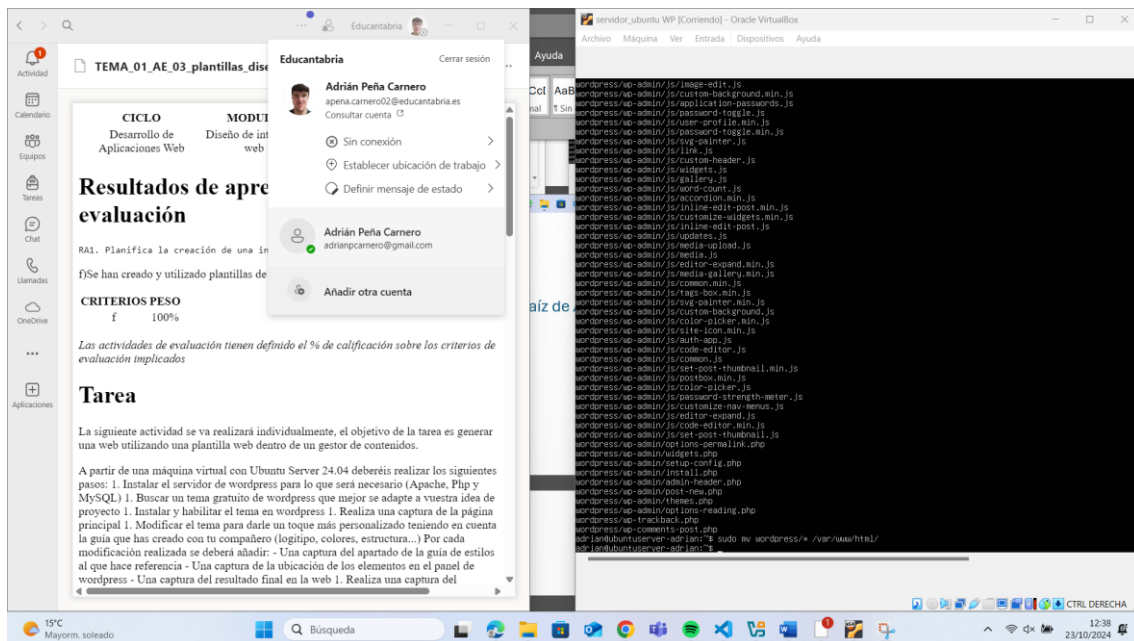 Educantabria
Actividad
Calendario
Equipos
Tareas
Chat
Llamadas
OneDrive
Aplicaciones
TEMA_01_AE_03_plantillas_dis
CICLO MODU
Desarrollo de Diseño de int
Aplicaciones Web web
Resultados de apre
evaluación
RA1. Planifica la creación de una in
f)Se han creado y utilizado plantillas de
CRITERIOS PESO
f 100%
Las actividades de evaluación tienen definido el % de calificación sobre los criterios de
evaluación implicados
Tarea
La siguiente actividad se va realizará individualmente, el objetivo de la tarea es generar
una web utilizando una plantilla web dentro de un gestor de contenidos.
A partir de una máquina virtual con Ubuntu Server 24.04 deberéis realizar los siguientes
pasos: 1. Instalar el servidor de wordpress para lo que será necesario (Apache, Php y
MySQL) 1. Buscar un tema gratuito de wordpress que mejor se adapte a vuestra idea de
proyecto 1. Instalar y habilitar el tema en wordpress 1. Realiza una captura de la página
principal 1. Modificar el tema para darle un toque más personalizado teniendo en cuenta
la guía que has creado con tu compañero (logitipo, colores, estructura...) Por cada
modificación realizada se deberá añadir: - Una captura del apartado de la guia de estilos
al que hace referencia - Una captura de la ubicación de los elementos en el panel de
wordpress - Una captura del resultado final en la web 1. Realiza una captura del
Educantabria Cerrar sesión
Adrián Peña Carnero
apena.carnero02@educantabria.es
Consultar cuenta
Sin conexión
Establecer ubicación de trabajo
Definir mensaje de estado
Adrián Peña Carnero
adrianpcarnero@gmail.com
Añadir otra cuenta
Ayuda
CcI AaB
nal 1 Sin
aíz de
servidor_ubuntu WP [Corriendo] - Oracle VirtualBox
Archivo Máquina Ver Entrada Dispositivos Ayuda
wordpress/wp-admin/js/image-edit.js
wordpress/wp-admin/js/custom-background.min.js
wordpress/wp-admin/js/application-passwords.js
wordpress/wp-admin/js/password-toggle.js
wordpress/wp-admin/js/user-profile.min.js
wordpress/wp-admin/js/password-toggle.min.js
wordpress/wp-admin/js/svg-painter.js
wordpress/wp-admin/js/link.js
wordpress/wp-admin/js/custom-header.js
wordpress/wp-admin/js/widgets.js
wordpress/wp-admin/js/gallery.js
wordpress/wp-admin/js/word-count.js
wordpress/wp-admin/js/accordion.min.js
wordpress/wp-admin/js/inline-edit-post.min.js
wordpress/wp-admin/js/customize-widgets.min.js
wordpress/wp-admin/js/inline-edit-post.js
wordpress/wp-admin/js/updates.js
wordpress/wp-admin/js/media-upload.js
wordpress/wp-admin/js/media.js
wordpress/wp-admin/js/editor-expand.min.js
wordpress/wp-admin/js/media-gallery.min.js
wordpress/wp-admin/js/common.min.js
wordpress/wp-admin/js/tags-box.min.js
wordpress/wp-admin/js/svg-painter.min.js
wordpress/wp-admin/js/custom-background.js
wordpress/wp-admin/js/color-picker.min.js
wordpress/wp-admin/js/site-icon.min.js
wordpress/wp-admin/js/auth-app.js
wordpress/wp-admin/js/code-editor.js
wordpress/wp-admin/js/common.js
wordpress/wp-admin/js/set-post-thumbnail.min.js
wordpress/wp-admin/js/postbox.min.js
wordpress/wp-admin/js/color-picker.js
wordpress/wp-admin/js/password-strength-meter.js
wordpress/wp-admin/js/customize-nav-menus.js
wordpress/wp-admin/js/editor-expand.js
wordpress/wp-admin/js/code-editor.min.js
wordpress/wp-admin/js/set-post-thumbnail.js
wordpress/wp-admin/options-permalink.php
wordpress/wp-admin/widgets.php
wordpress/wp-admin/setup-config.php
wordpress/wp-admin/install.php
wordpress/wp-admin/admin-header.php
wordpress/wp-admin/post-new.php
wordpress/wp-admin/themes.php
wordpress/wp-admin/options-reading.php
wordpress/wp-trackback.php
wordpress/wp-comments-post.php
adrian@ubuntuserver-adrian:~$ sudo mv wordpress/* /var/www/html/
adrian@ubuntuserver-adrian:~$
CTRL DERECHA
15°C
Mayorm. soleado
Búsqueda
12:38
23/10/2024